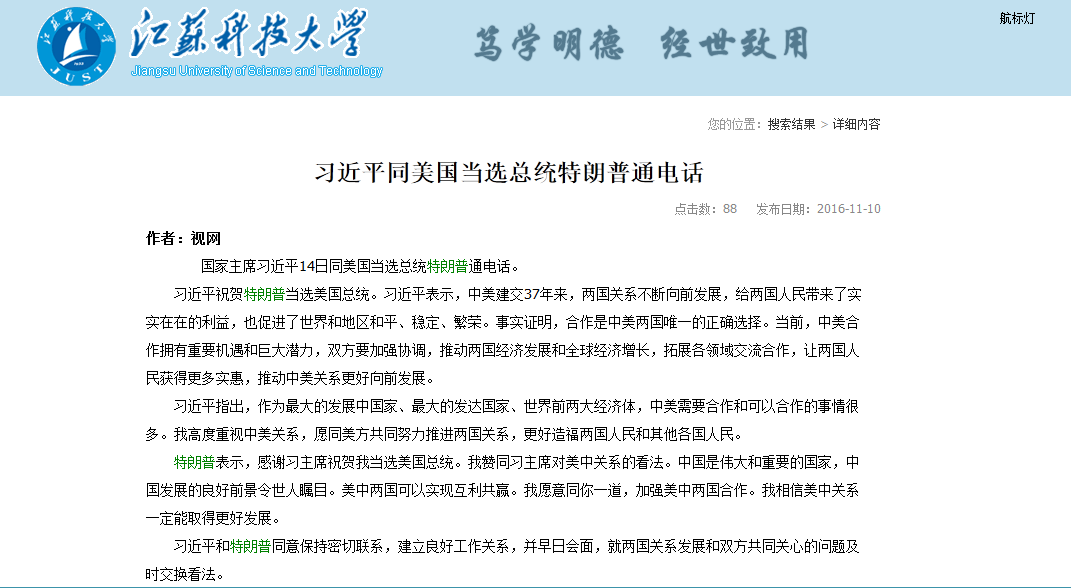 航标灯
江苏科技大学
Jiangsu University of Science and Technology
笃学明德 经世致用
江苏科技大学
JUST
您的位置：搜索结果 > 详细内容
习近平同美国当选总统特朗普通电话
点击数：88 发布日期：2016-11-10
作者：视网
国家主席习近平14日同美国当选总统特朗普通电话。
习近平祝贺特朗普当选美国总统。习近平表示，中美建交37年来，两国关系不断向前发展，给两国人民带来了实
实在在的利益，也促进了世界和地区和平、稳定、繁荣。事实证明，合作是中美两国唯一的正确选择。当前，中美合
作拥有重要机遇和巨大潜力，双方要加强协调，推动两国经济发展和全球经济增长，拓展各领域交流合作，让两国人
民获得更多实惠，推动中美关系更好向前发展。
习近平指出，作为最大的发展中国家、最大的发达国家、世界前两大经济体，中美需要合作和可以合作的事情很
多。我高度重视中美关系，愿同美方共同努力推进两国关系，更好造福两国人民和其他各国人民。
特朗普表示，感谢习主席祝贺我当选美国总统。我赞同习主席对美中关系的看法。中国是伟大和重要的国家，中
国发展的良好前景令世人瞩目。美中两国可以实现互利共赢。我愿意同你一道，加强美中两国合作。我相信美中关系
一定能取得更好发展。
习近平和特朗普同意保持密切联系，建立良好工作关系，并早日会面，就两国关系发展和双方共同关心的问题及
时交换看法。